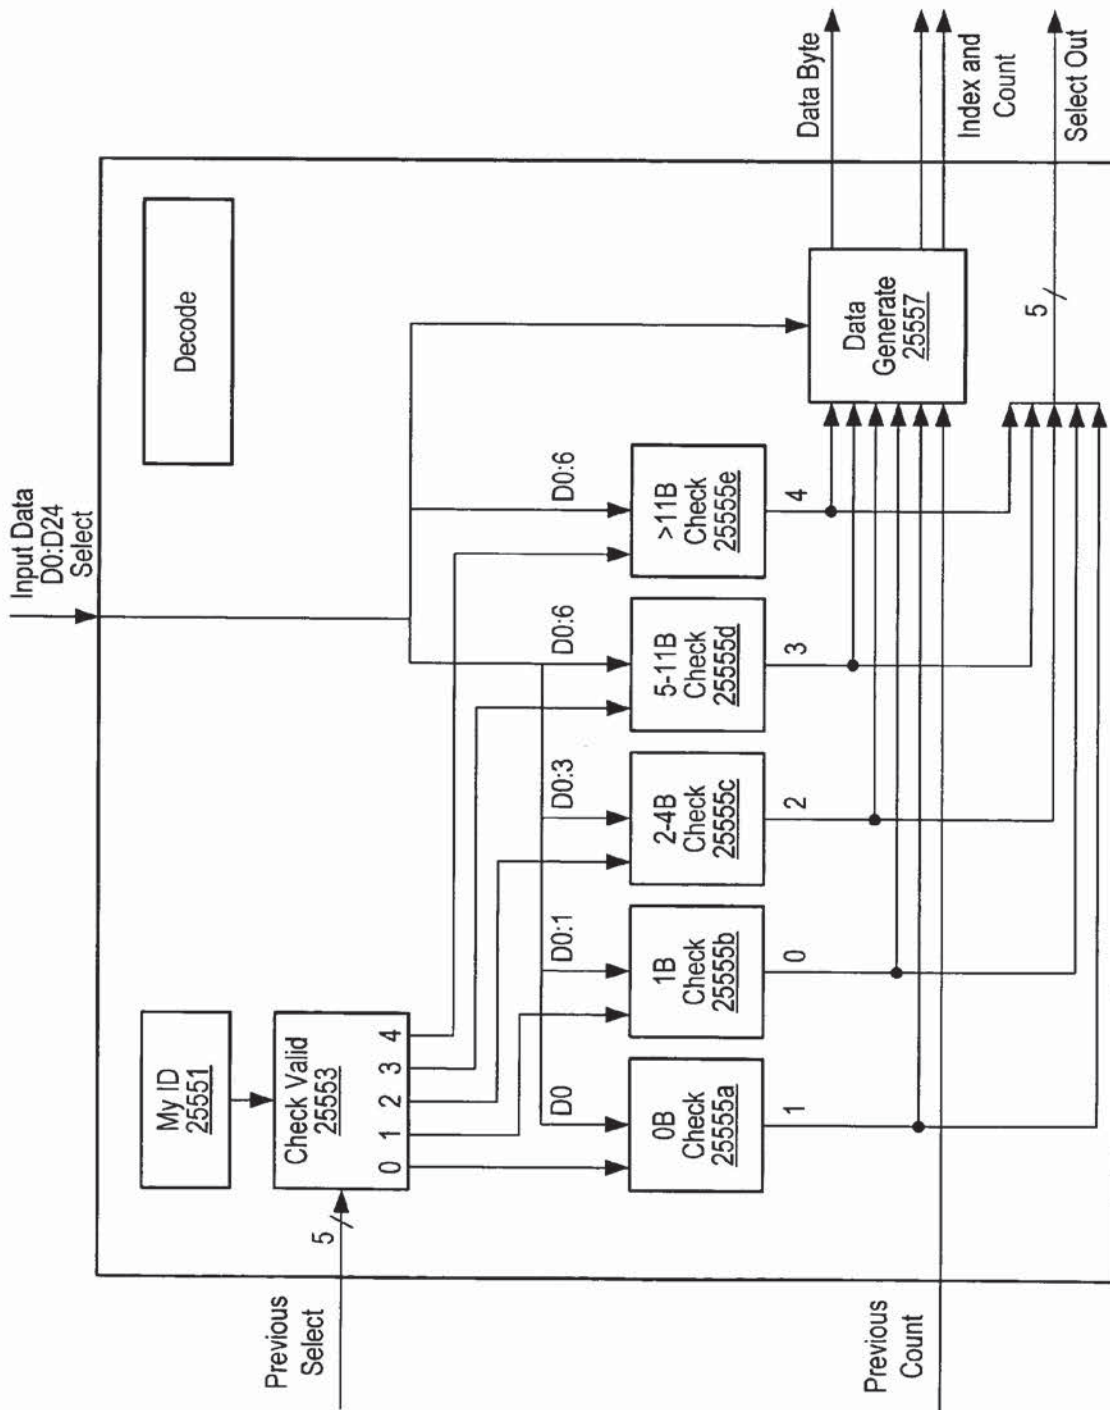 Input Data
D0:D24
Select
Decode
My ID
25551
Previous
Select
5
Check Valid
25553
0 1 2 3 4
D0
D0:1
D0:3
D0:6
D0:6
0B
Check
25555a
1B
Check
25555b
2-4B
Check
25555c
5-11B
Check
25555d
>11B
Check
25555e
1
0
2
3
4
Previous
Count
Data
Generate
25557
5
Data Byte
Index and
Count
Select Out